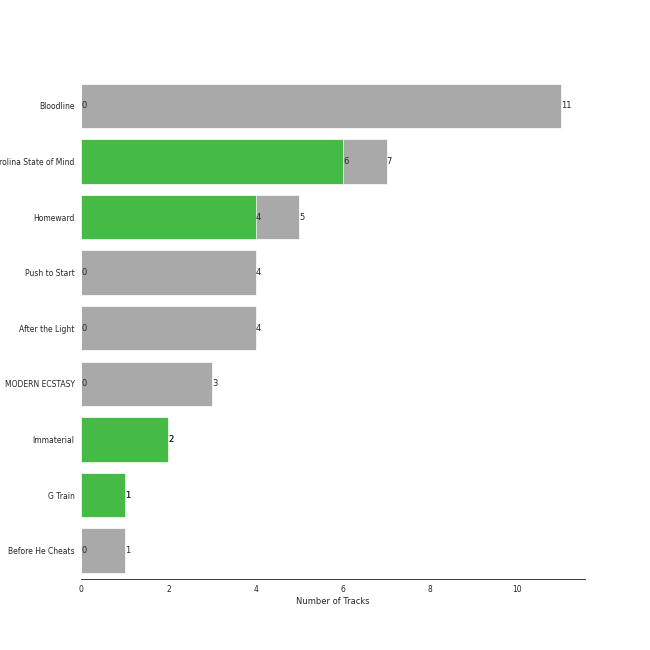 Bloodline 0 11
rolina State of Mind 6 7
Homeward 4 5
Push to Start 0 4
After the Light 0 4
MODERN ECSTASY 0 3
Immaterial 2
G Train 1
Before He Cheats 0 1
0 2 4 6 8 10
Number of Tracks